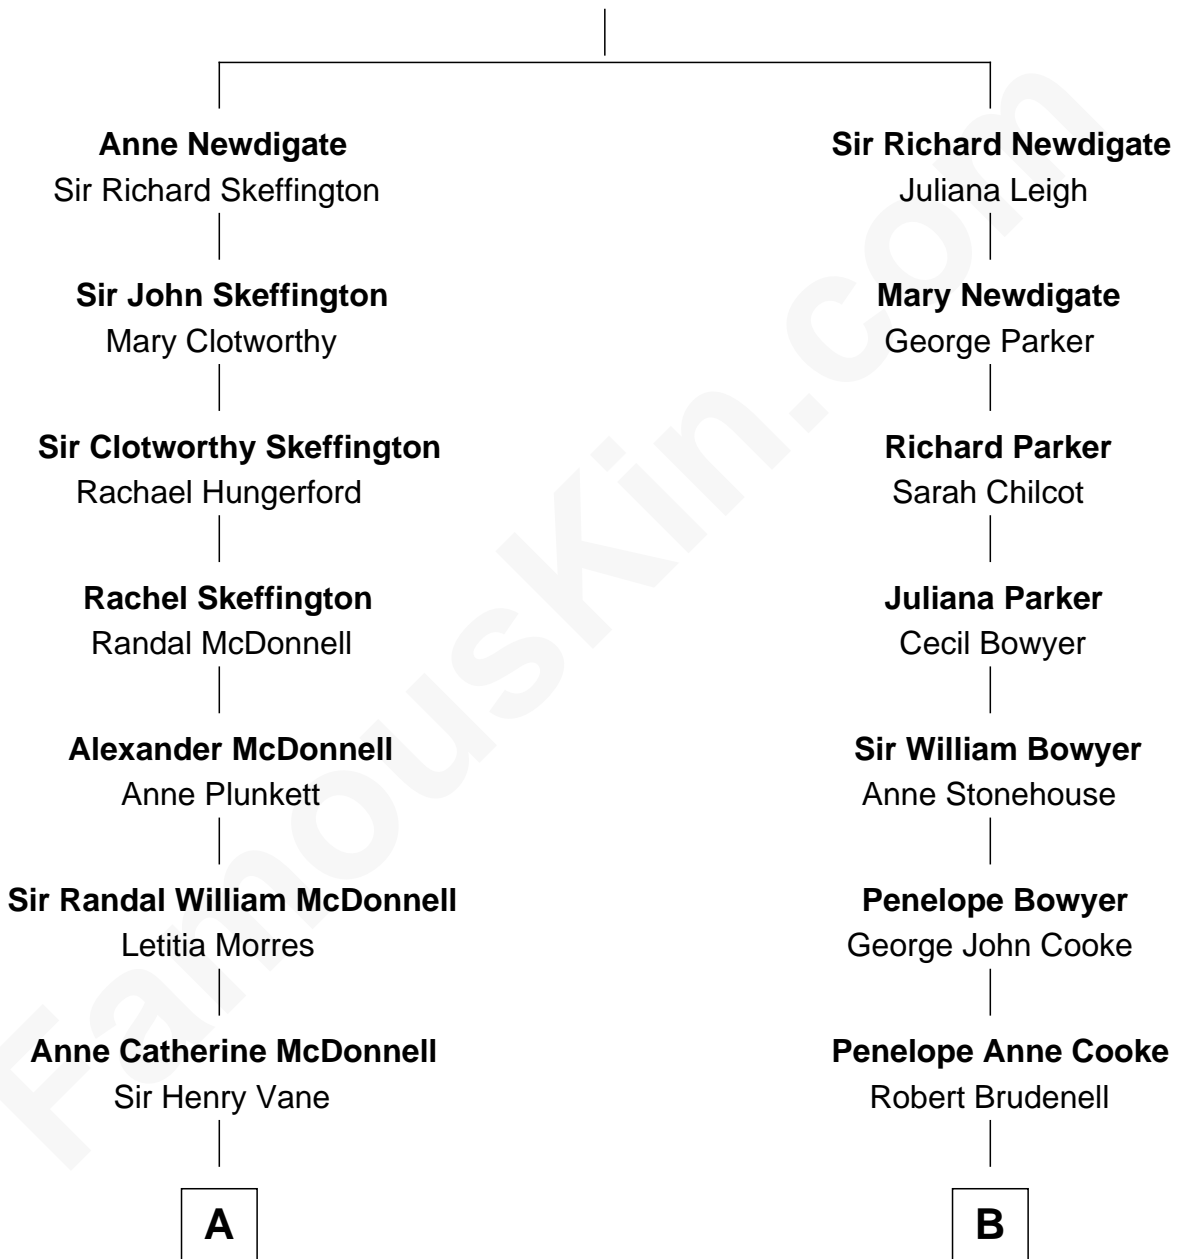 Anne Newdigate
Sir Richard Skeffington
Sir John Skeffington
Mary Clotworthy
Sir Clotworthy Skeffington
Rachael Hungerford
Rachel Skeffington
Randal McDonnell
Alexander McDonnell
Anne Plunkett
Sir Randal William McDonnell
Letitia Morres
Anne Catherine McDonnell
Sir Henry Vane
A
Sir Richard Newdigate
Juliana Leigh
Mary Newdigate
George Parker
Richard Parker
Sarah Chilcot
Juliana Parker
Cecil Bowyer
Sir William Bowyer
Anne Stonehouse
Penelope Bowyer
George John Cooke
Penelope Anne Cooke
Robert Brudenell
B
FamousKin.com